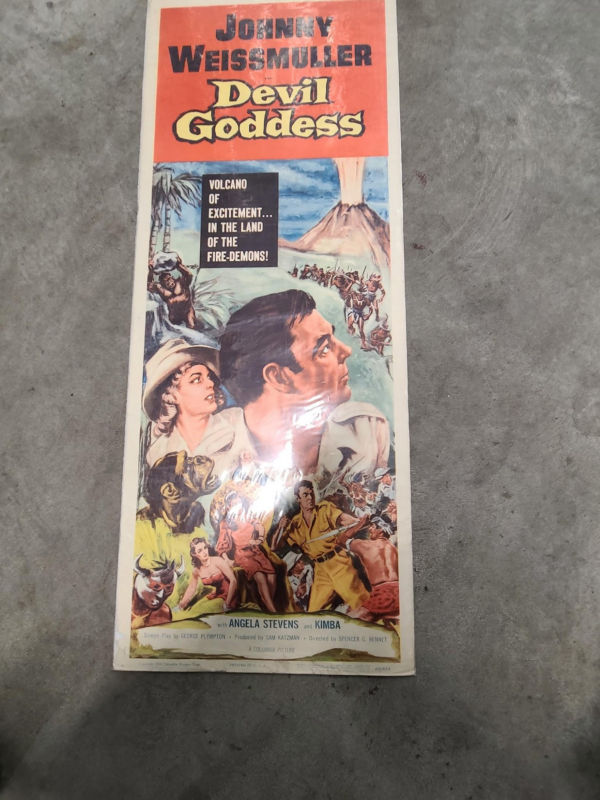 JOHNNY
WEISSMULLER
Devil
Goddess
VOLCANO
OF
EXCITEMENT...
IN THE LAND
OF THE
FIRE-DEMONS!
with ANGELA STEVENS and KIMBA
Screen Play by GEORGE PLYMPTON • Produced by SAM KATZMAN • Directed by SPENCER G. BENNET
A COLUMBIA PICTURE